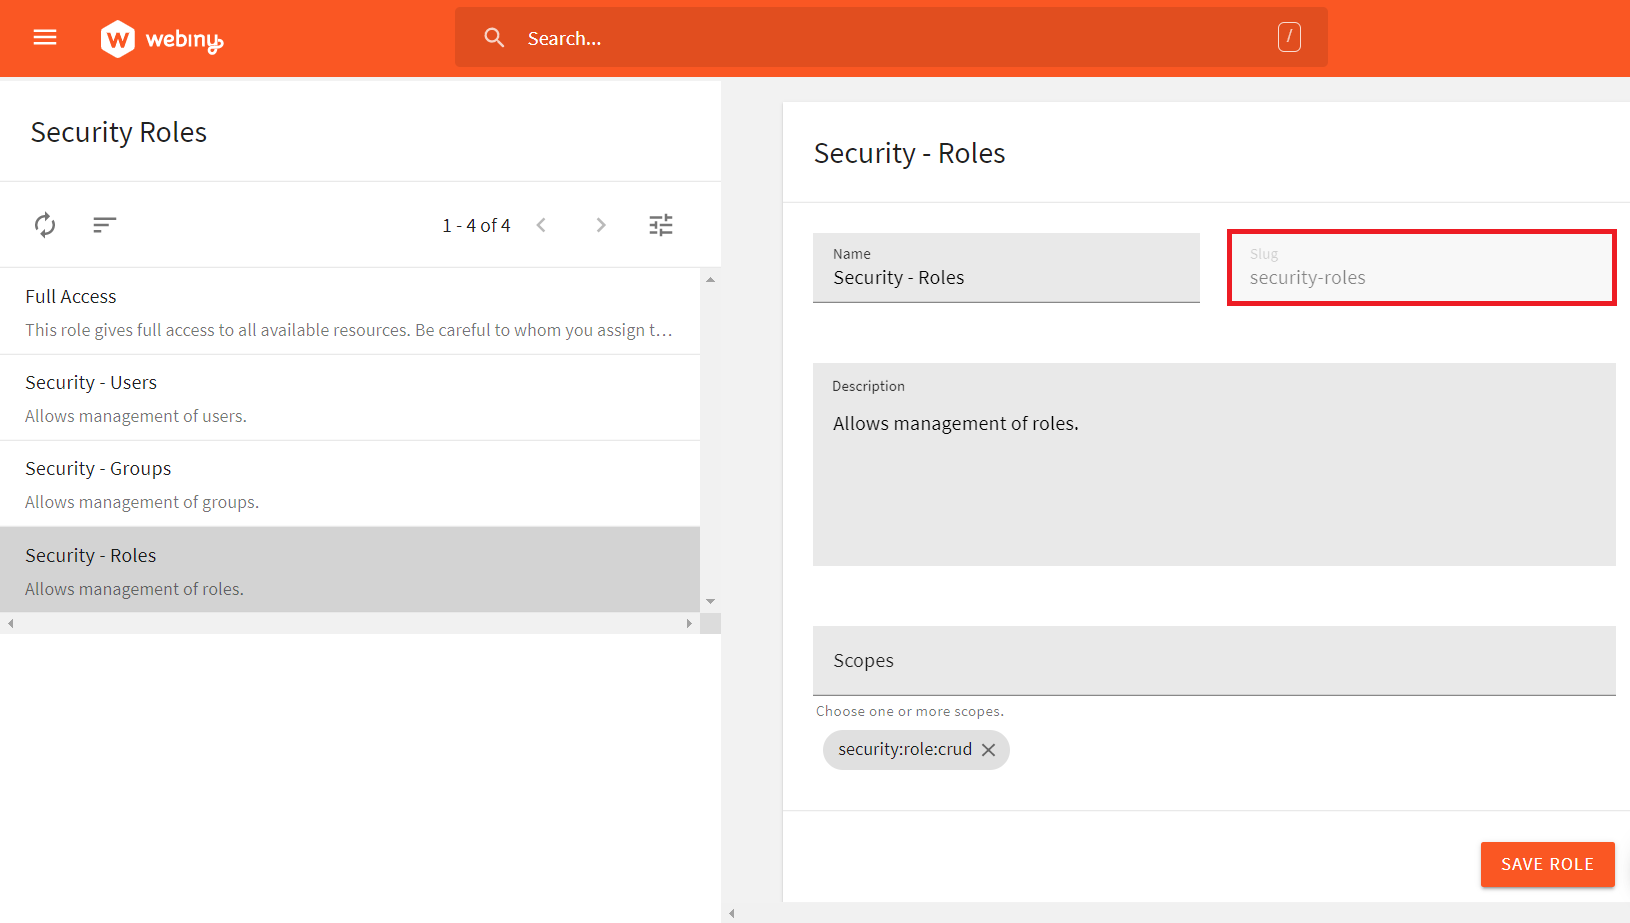 webiny
Search...
/
Security Roles
1 - 4 of 4
Full Access
This role gives full access to all available resources. Be careful to whom you assign t...
Security - Users
Allows management of users.
Security - Groups
Allows management of groups.
Security - Roles
Allows management of roles.
Security - Roles
Name
Security - Roles
Slug
security-roles
Description
Allows management of roles.
Scopes
Choose one or more scopes.
security:role:crud
SAVE ROLE